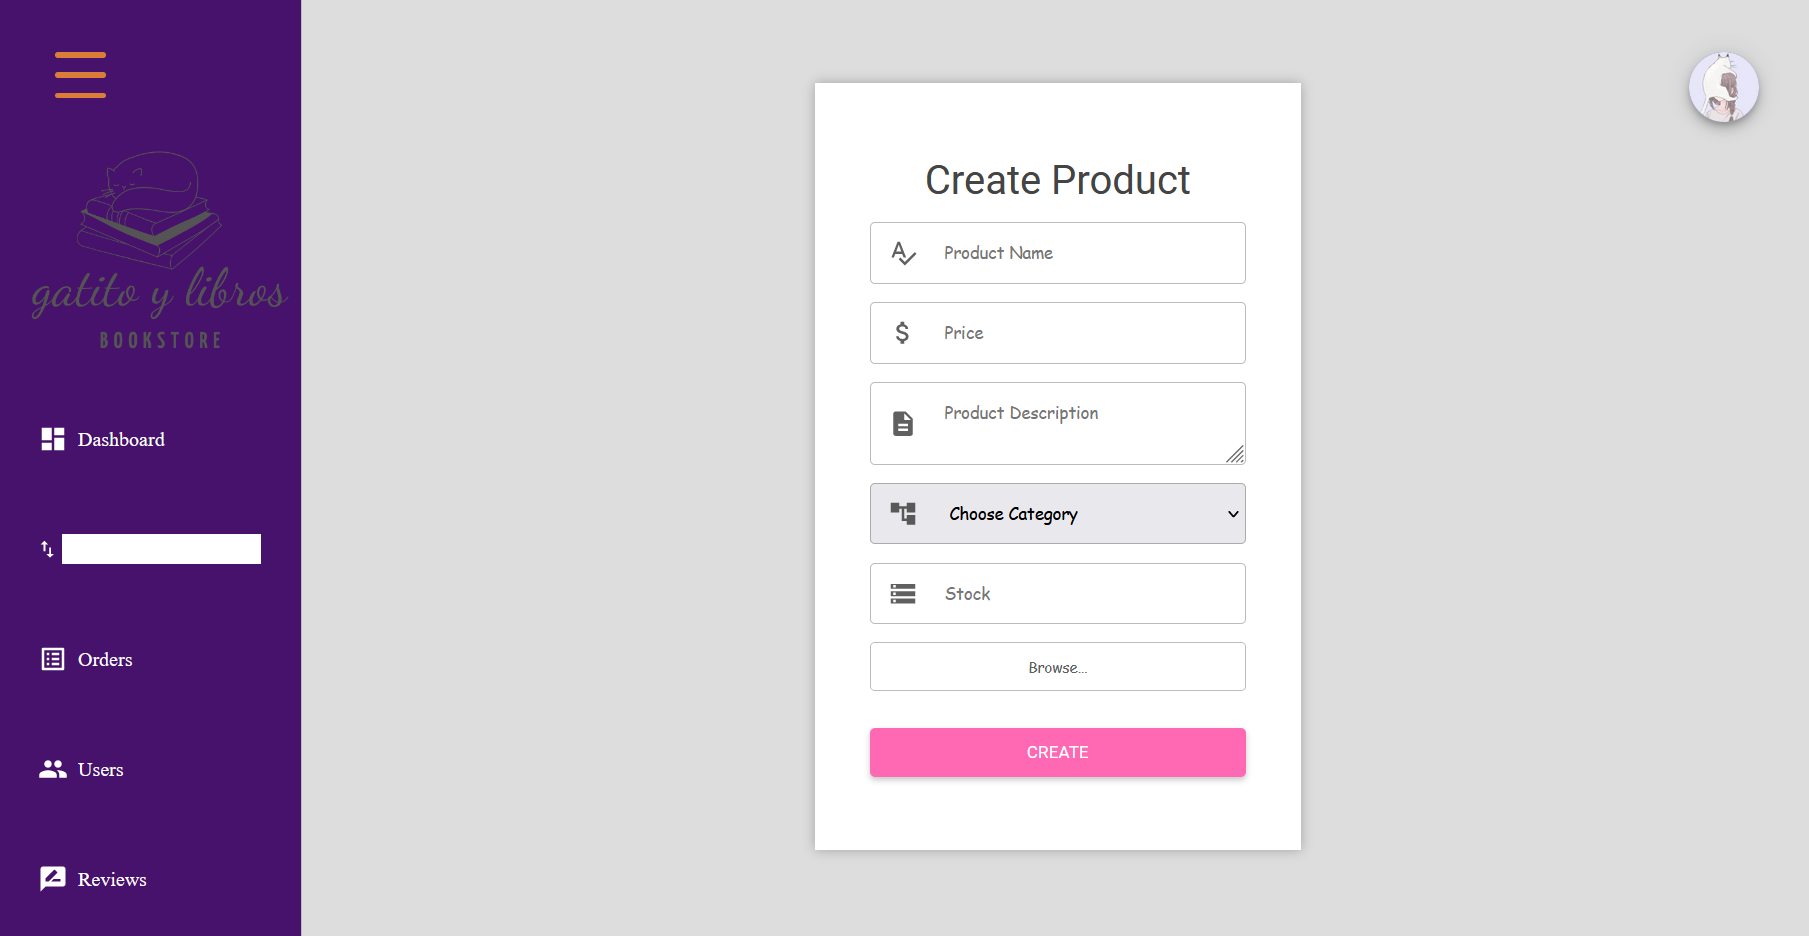 gatito y libros
BOOKSTORE
Dashboard
Orders
Users
Reviews
Create Product
Product Name
Price
Product Description
Choose Category
Stock
Browse...
CREATE